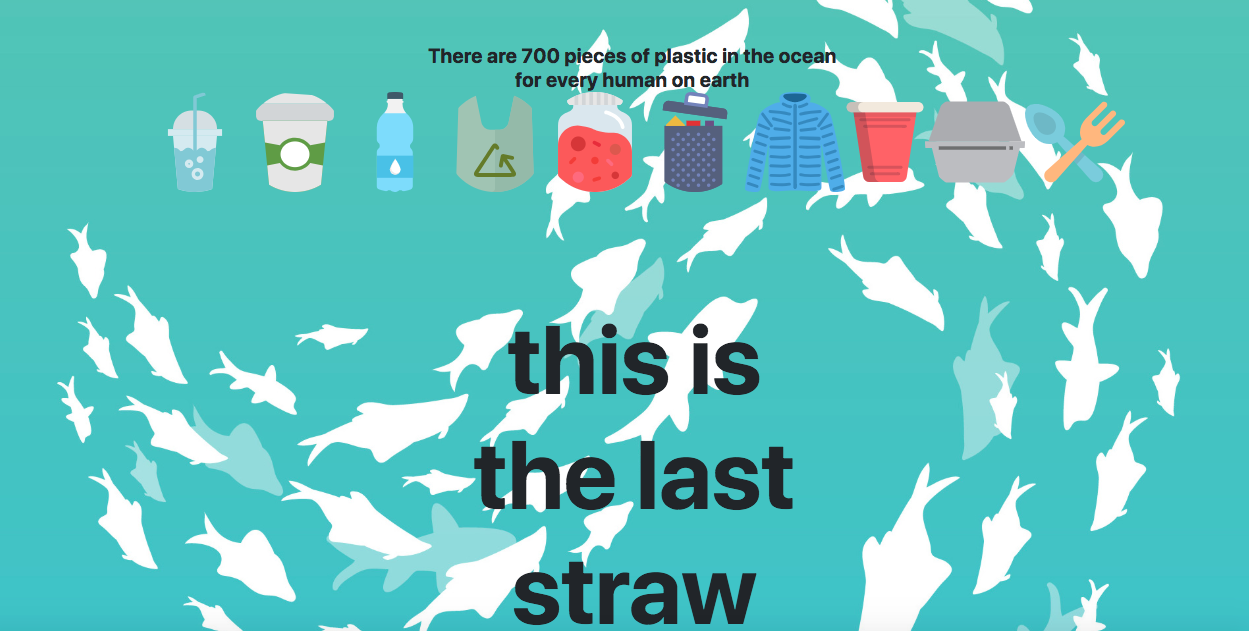 There are 700 pieces of plastic in the ocean
for every human on earth
this is
the last
straw